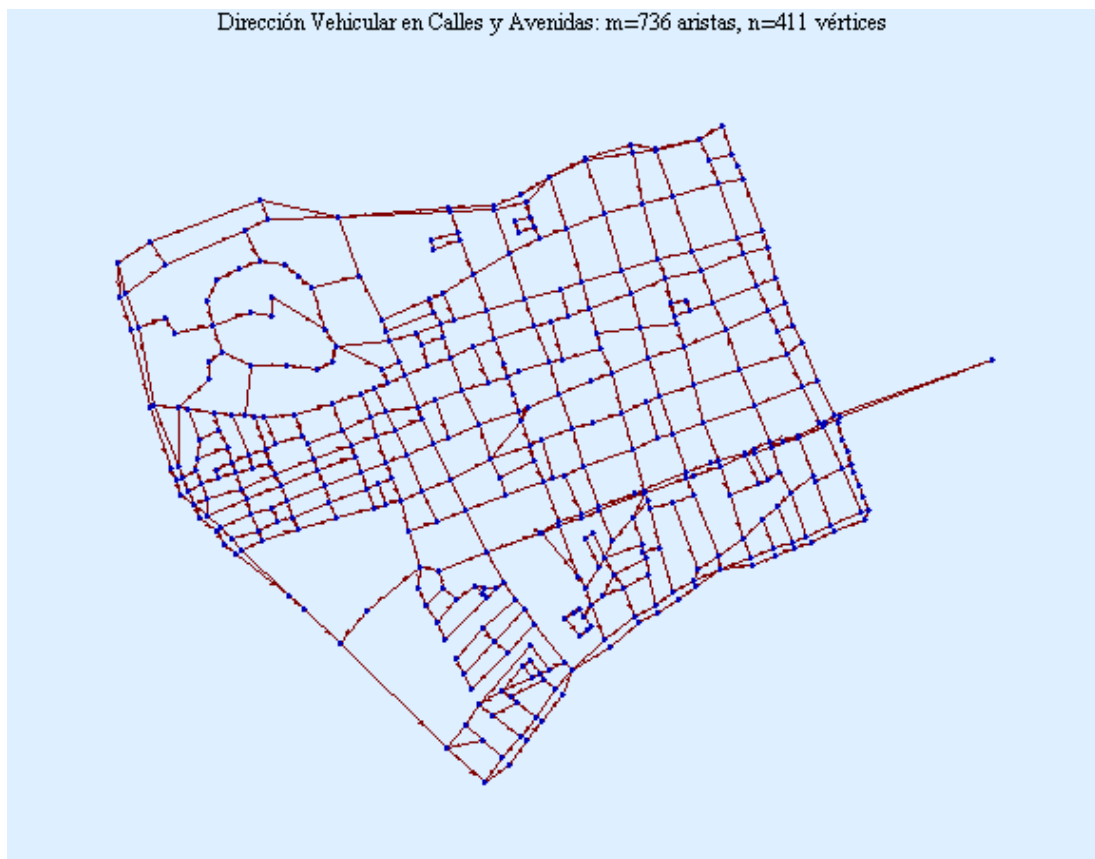 Dirección Vehicular en Calles y Avenidas: m=736 aristas, n=411 vértices